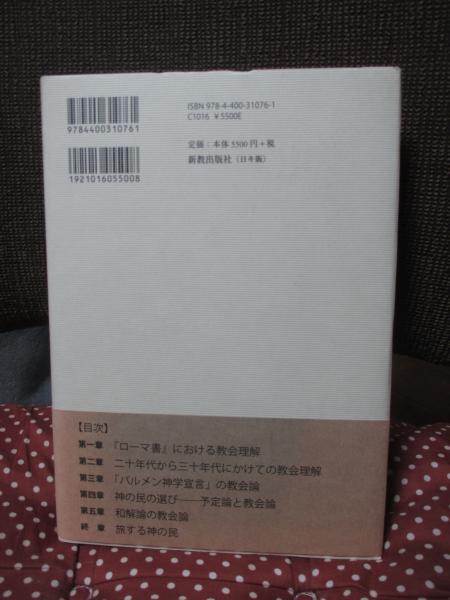 ISBN 978-4-400-31076-1
C1016 ¥5500E
9784400310761
定価：本体 5500 円＋税
新教出版社（日キ販）
1921016055008
【目次】
第一章 『ローマ書』における教会理解
第二章 二十年代から三十年代にかけての教会理解
第三章 「バルメン神学宣言」の教会論
第四章 神の民の選び──予定論と教会論
第五章 和解論の教会論
終 章 旅する神の民